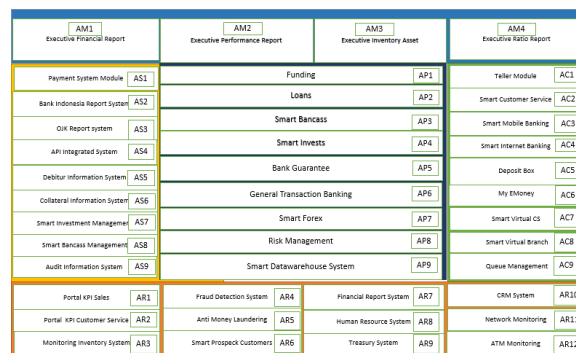 AM1
Executive Financial Report
AM2
Executive Performance Report
AM3
Executive Inventory Asset
AM4
Executive Ratio Report
Payment System Module AS1
Bank Indonesia Report System AS2
OJK Report system AS3
API Integrated System AS4
Debitur Information System AS5
Collateral Information System AS6
Smart Investment Managemen AS7
Smart Bancass Management AS8
Audit Information System AS9
Funding AP1
Loans AP2
Smart Bancass AP3
Smart Invests AP4
Bank Guarantee AP5
General Transaction Banking AP6
Smart Forex AP7
Risk Management AP8
Smart Datawarehouse System AP9
Teller Module AC1
Smart Customer Service AC2
Smart Mobile Banking AC3
Smart Internet Banking AC4
Deposit Box AC5
My EMoney AC6
Smart Virtual CS AC7
Smart Virtual Branch AC8
Queue Management AC9
Portal KPI Sales AR1
Portal KPI Customer Service AR2
Monitoring Inventory System AR3
Fraud Detection System AR4
Anti Money Laundering AR5
Smart Prospeck Customers AR6
Financial Report System AR7
Human Resource System AR8
Treasury System AR9
CRM System AR10
Network Monitoring AR11
ATM Monitoring AR12